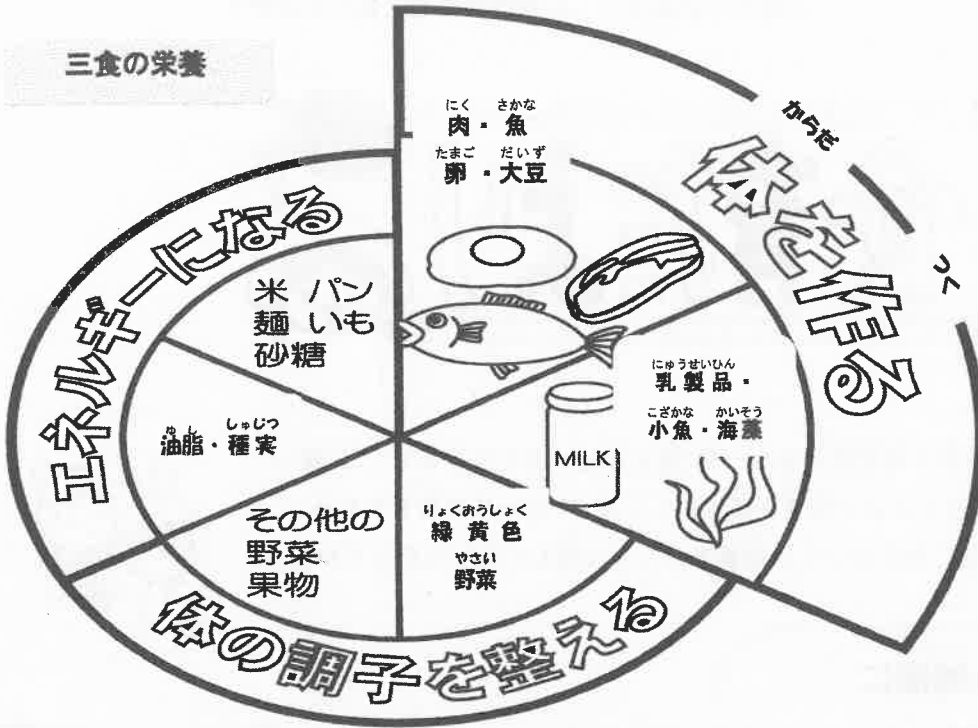 三食の栄養
にく さかな
肉・魚
たまご だいず
卵・大豆
からだ つく
体を作る
にゅうせいひん
乳製品・
こざかな かいそう
小魚・海藻
MILK
りょくおうしょく
緑黄色
やさい
野菜
体の調子を整える
その他の
野菜
果物
ゆし しゅじつ
油脂・種実
エネルギーになる
米 パン
麺 いも
砂糖